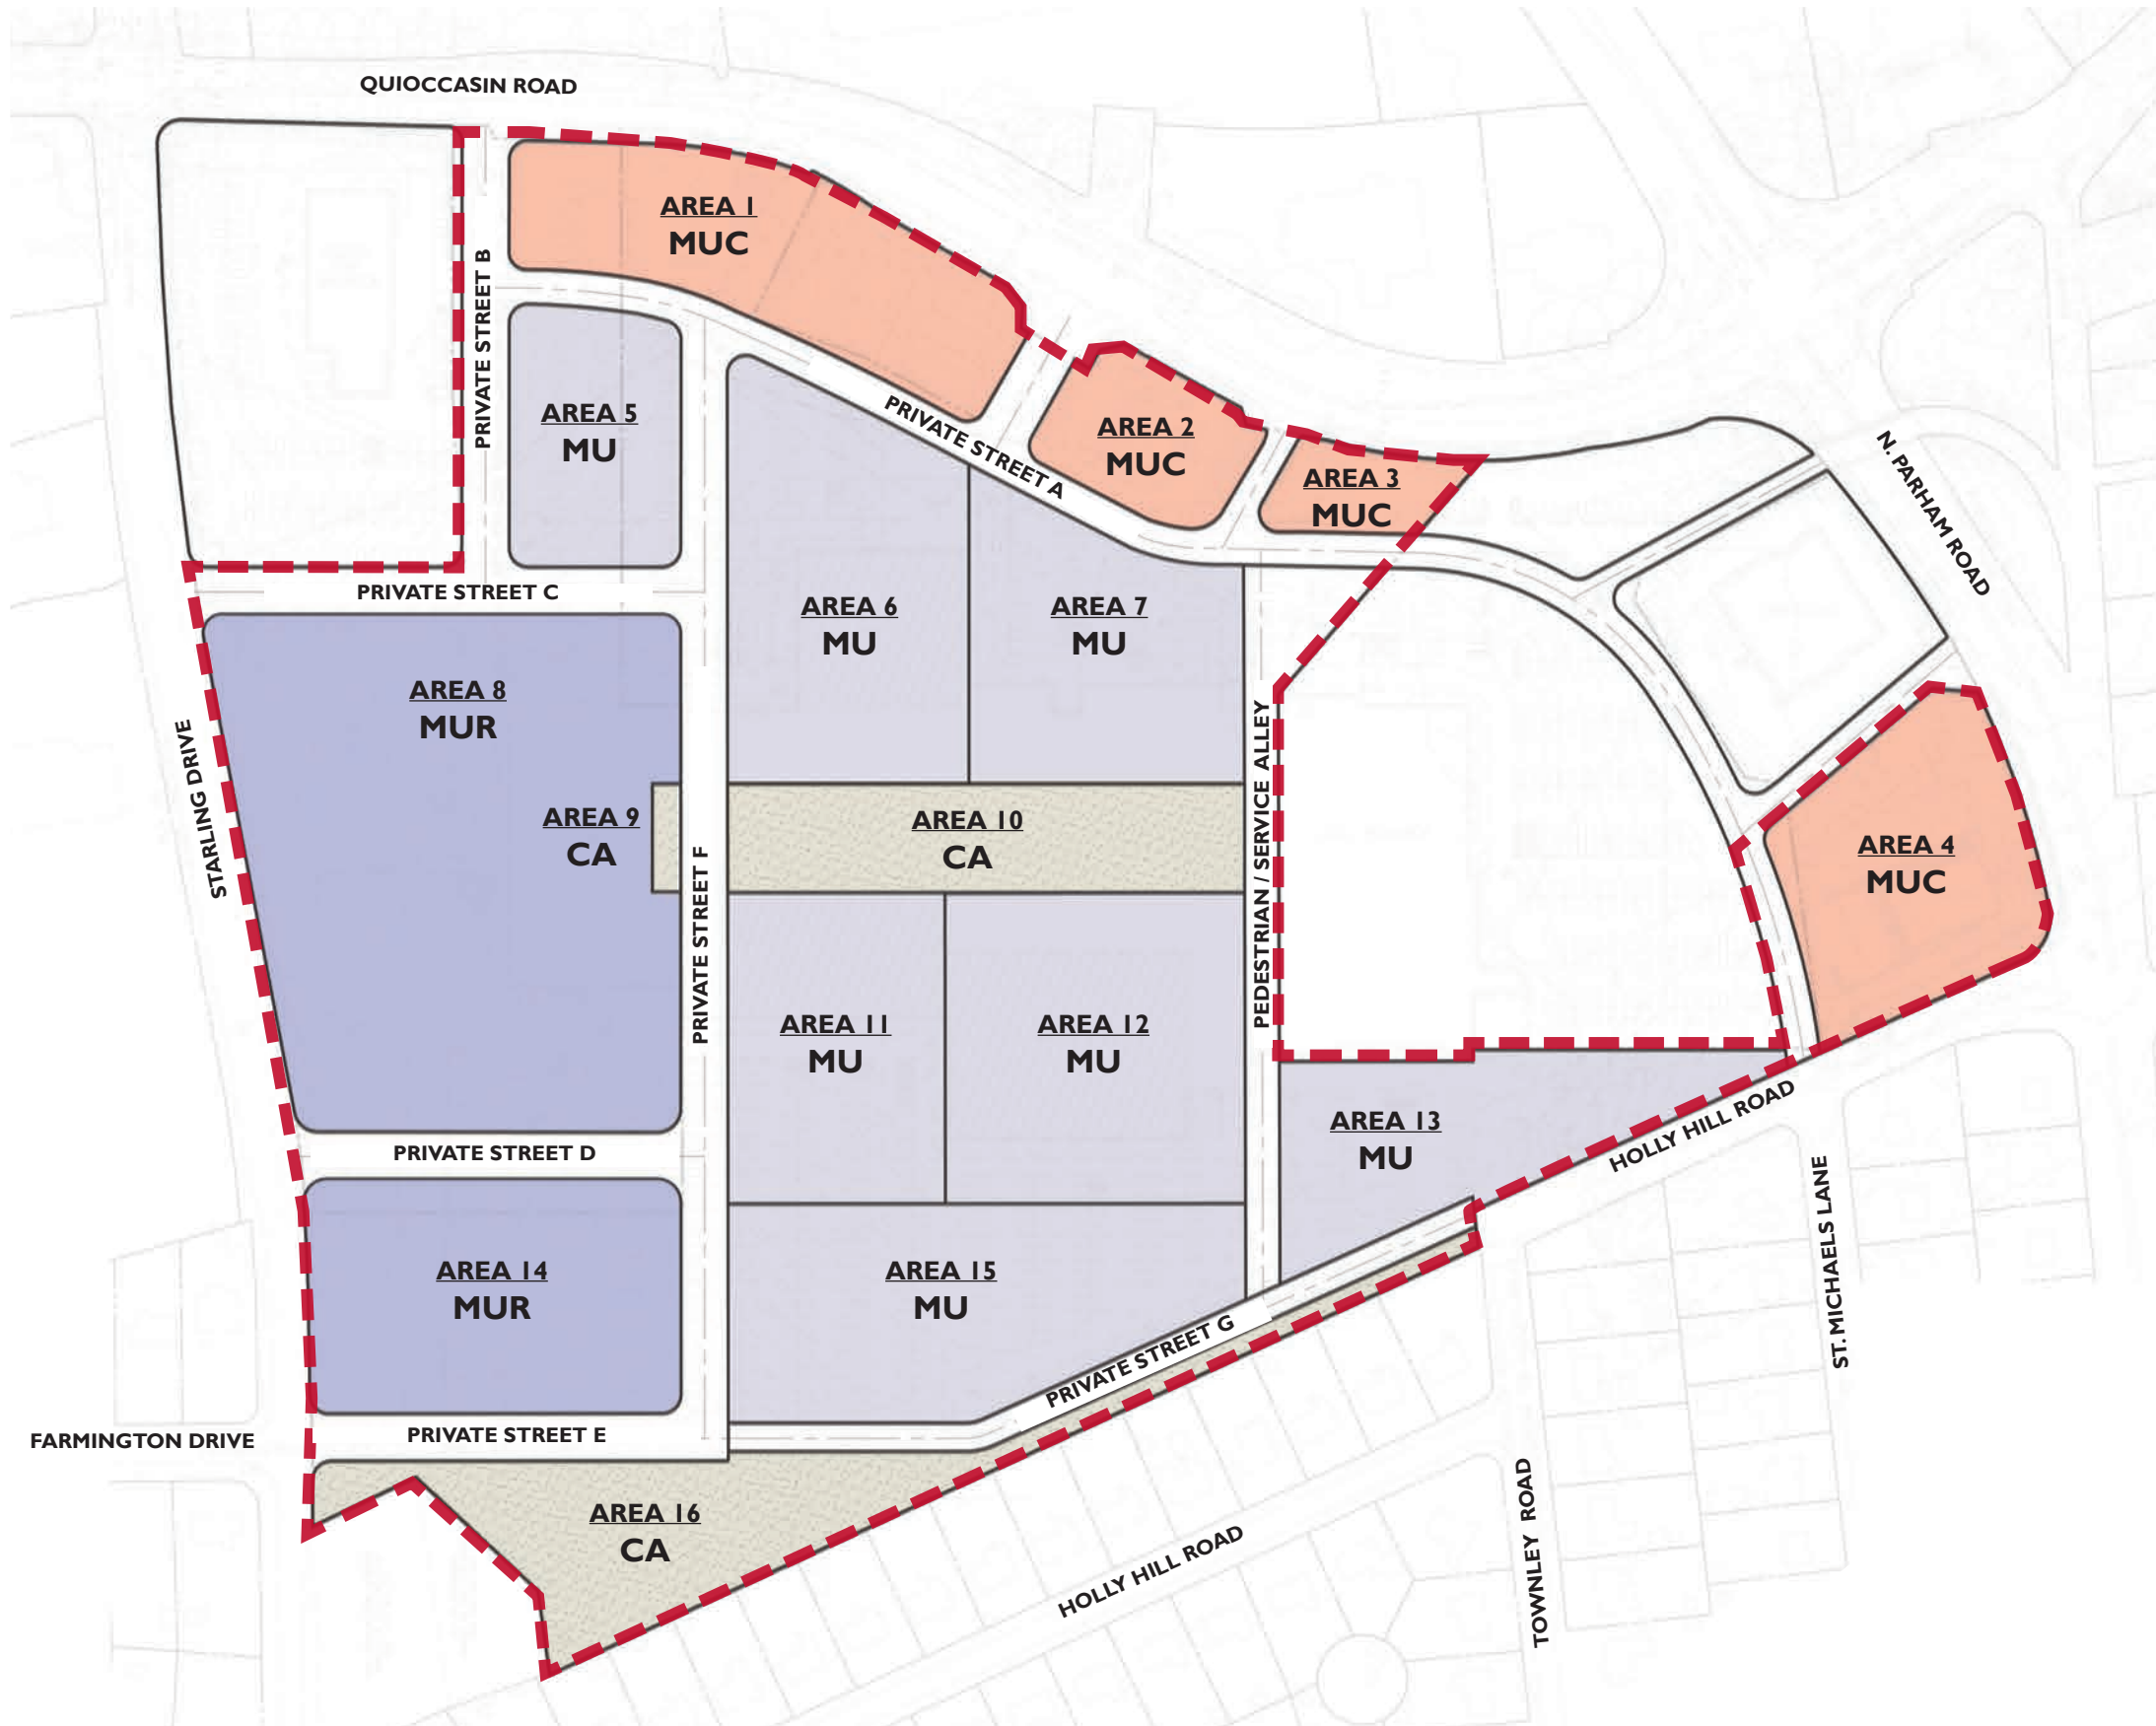 QUIOCCASIN ROAD
AREA 1
MUC
PRIVATE STREET B
AREA 5
MU
PRIVATE STREET A
AREA 2
MUC
AREA 3
MUC
N. PARHAM ROAD
PRIVATE STREET C
AREA 6
MU
AREA 7
MU
AREA 8
MUR
STARLING DRIVE
AREA 9
CA
PRIVATE STREET F
AREA 10
CA
PEDESTRIAN / SERVICE ALLEY
AREA 4
MUC
AREA 11
MU
AREA 12
MU
AREA 13
MU
HOLLY HILL ROAD
PRIVATE STREET D
AREA 14
MUR
AREA 15
MU
ST. MICHAELS LANE
PRIVATE STREET G
FARMINGTON DRIVE
PRIVATE STREET E
AREA 16
CA
HOLLY HILL ROAD
TOWNLEY ROAD